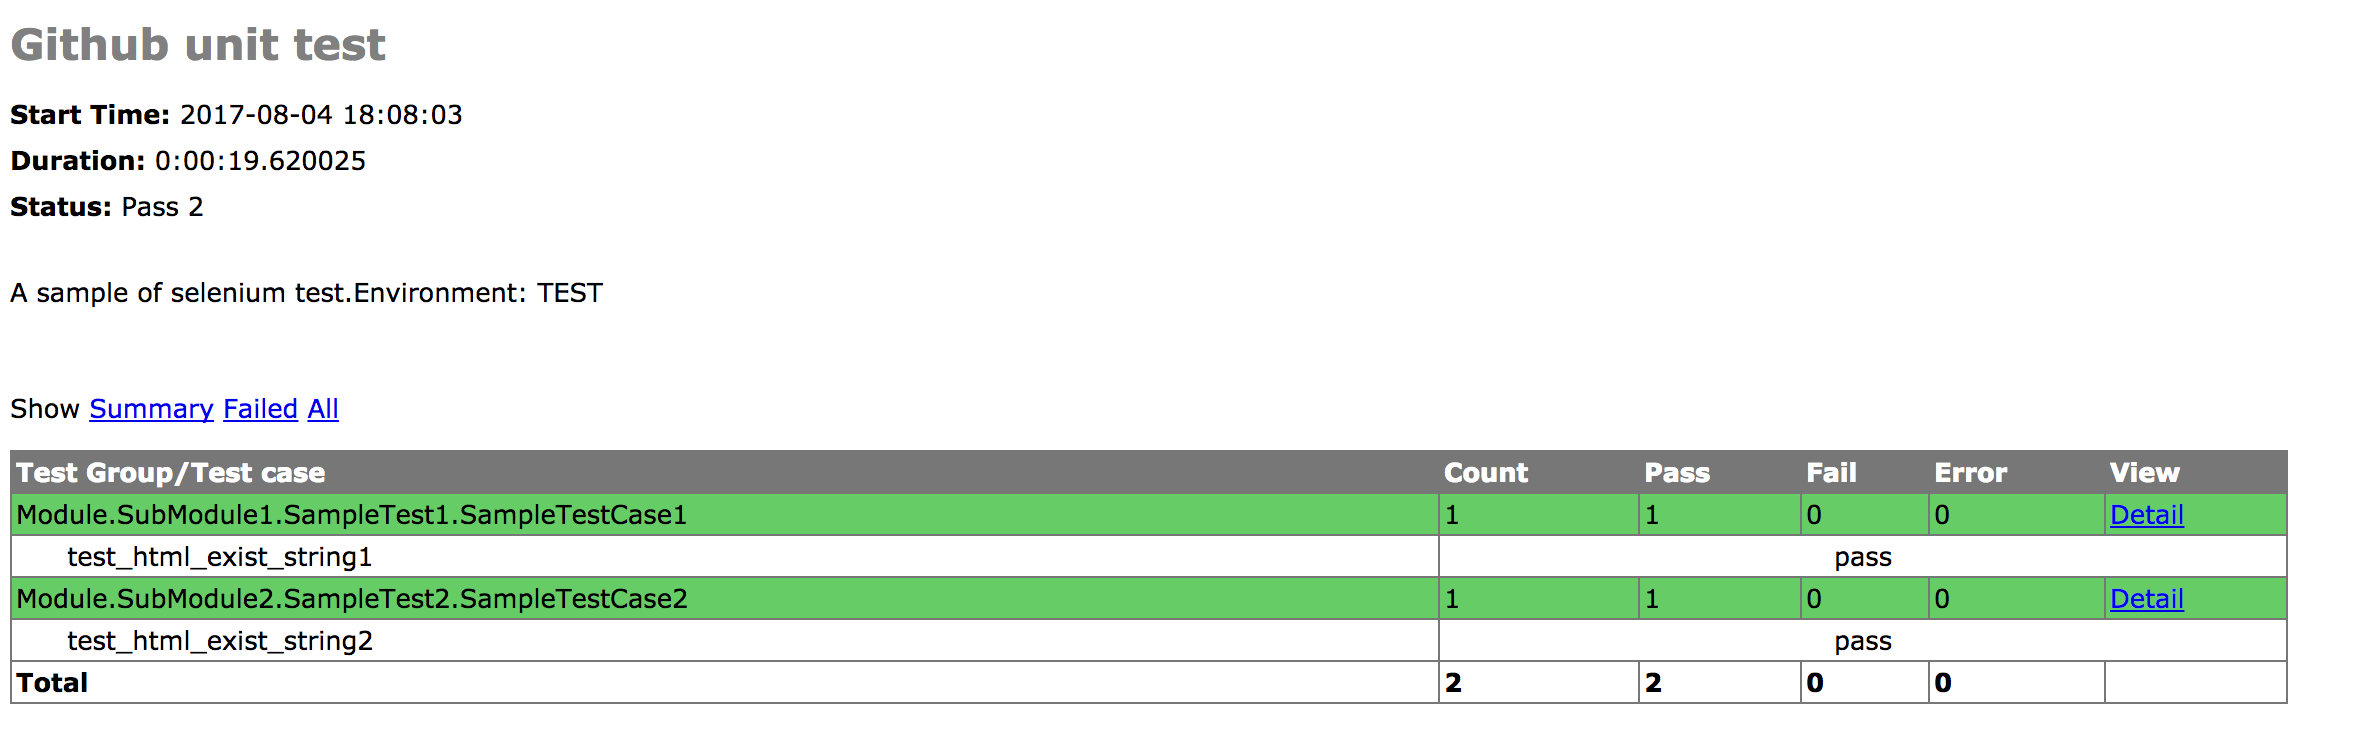 Github unit test
Start Time: 2017-08-04 18:08:03
Duration: 0:00:19.620025
Status: Pass 2
A sample of selenium test.Environment: TEST
Show Summary Failed All
Test Group/Test case Count Pass Fail Error View
Module.SubModule1.SampleTest1.SampleTestCase1 1 1 0 0 Detail
test_html_exist_string1 pass
Module.SubModule2.SampleTest2.SampleTestCase2 1 1 0 0 Detail
test_html_exist_string2 pass
Total 2 2 0 0